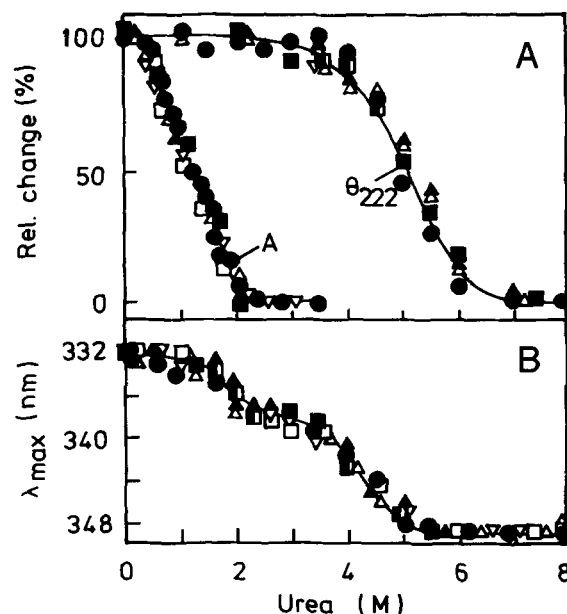 100
50
0
Rel. change (%)
A
θ222
A
332
340
348
λmax (nm)
B
0
2
4
6
8
Urea (M)